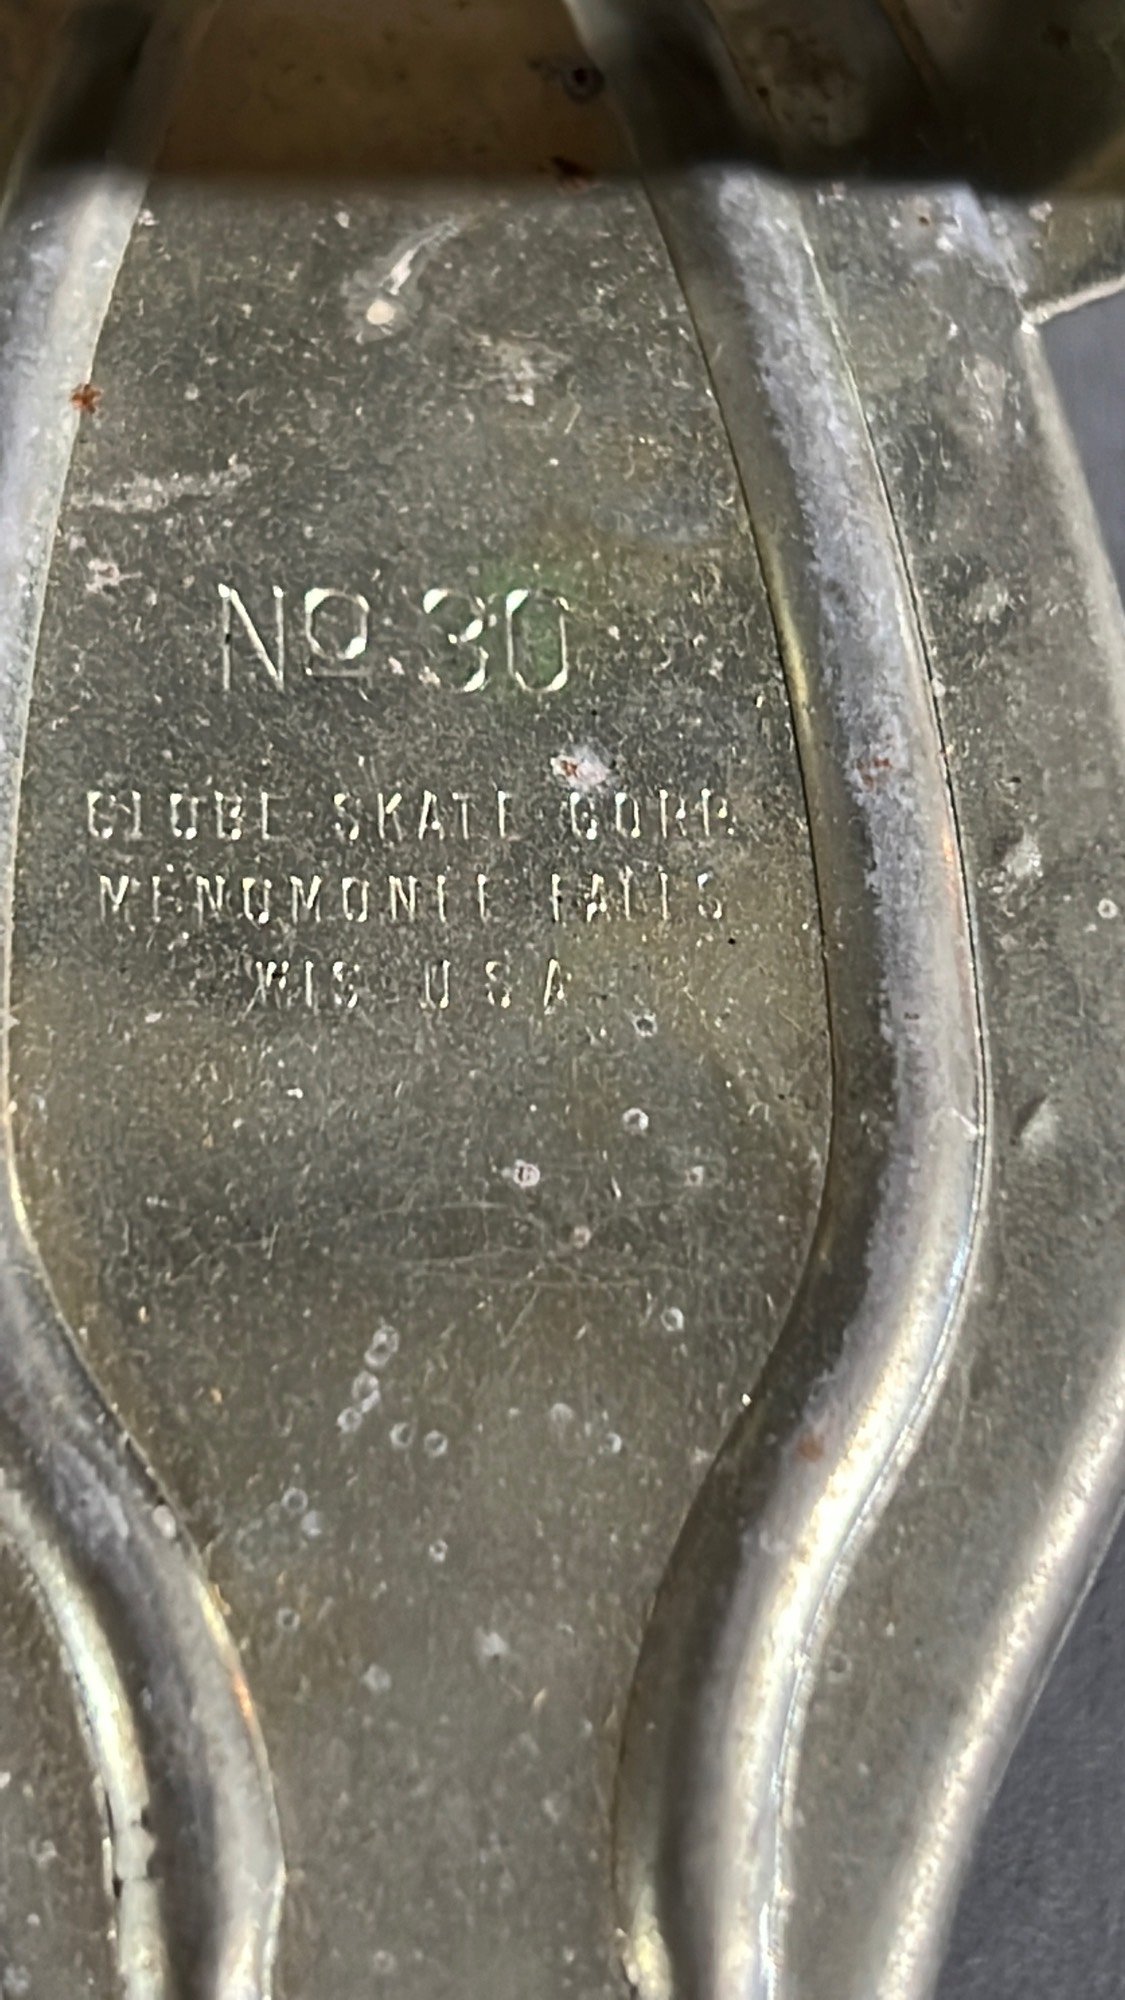 Nº 30
GLOBE SKATE CORP.
MENOMONEE FALLS
WIS U S A